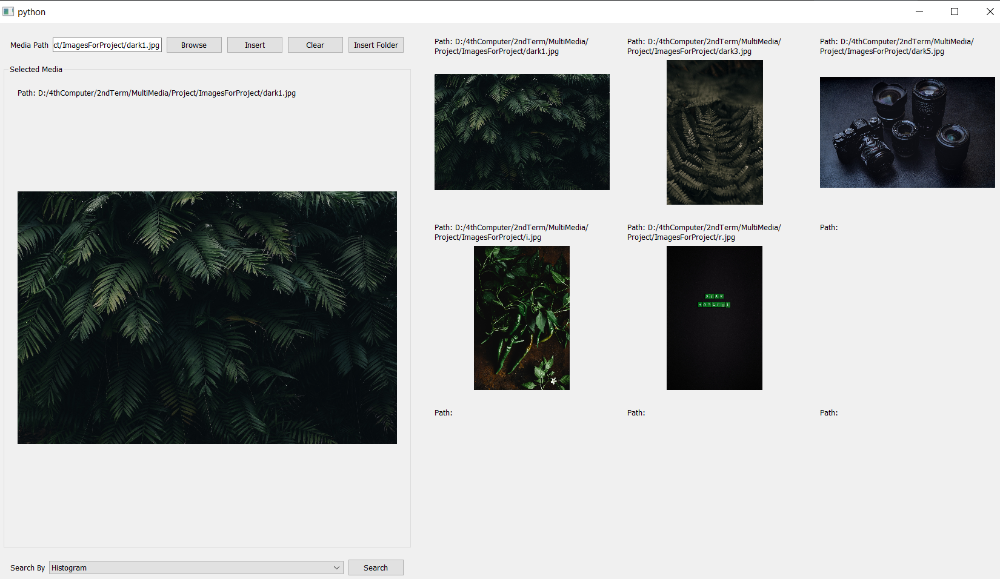 python
Media Path ct/ImagesForProject/dark1.jpg Browse Insert Clear Insert Folder
Selected Media
Path: D:/4thComputer/2ndTerm/MultiMedia/Project/ImagesForProject/dark1.jpg
Search By Histogram Search
Path: D:/4thComputer/2ndTerm/MultiMedia/
Project/ImagesForProject/dark1.jpg
Path: D:/4thComputer/2ndTerm/MultiMedia/
Project/ImagesForProject/dark3.jpg
Path: D:/4thComputer/2ndTerm/MultiMedia/
Project/ImagesForProject/dark5.jpg
Path: D:/4thComputer/2ndTerm/MultiMedia/
Project/ImagesForProject/i.jpg
Path: D:/4thComputer/2ndTerm/MultiMedia/
Project/ImagesForProject/r.jpg
STAY
HOPEFUL
Path:
Path:
Path:
Path: